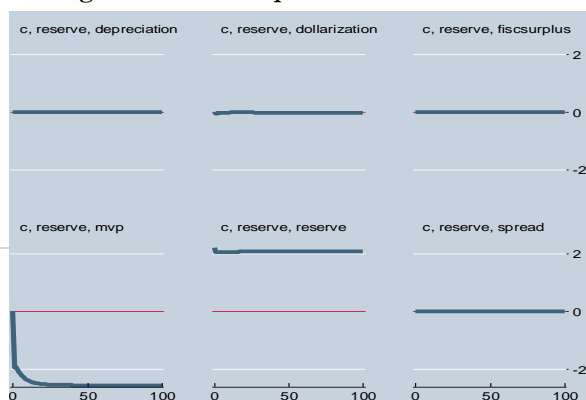 c, reserve, depreciation
c, reserve, dollarization
c, reserve, fiscsurplus
2
0
-2
c, reserve, mvp
c, reserve, reserve
c, reserve, spread
2
0
-2
0 50 100
0 50 100
0 50 100